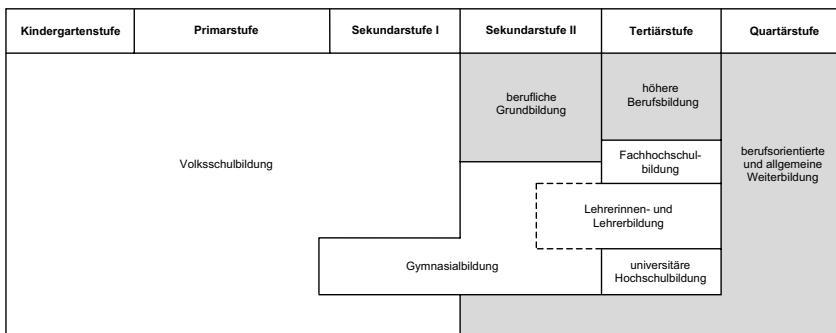 Kindergartenstufe
Primarstufe
Sekundarstufe I
Sekundarstufe II
Tertiärstufe
Quartärstufe
berufliche
Grundbildung
höhere
Berufsbildung
Volksschulbildung
Fachhochschul-
bildung
berufsorientierte
und allgemeine
Weiterbildung
Lehrerinnen- und
Lehrerbildung
Gymnasialbildung
universitäre
Hochschulbildung